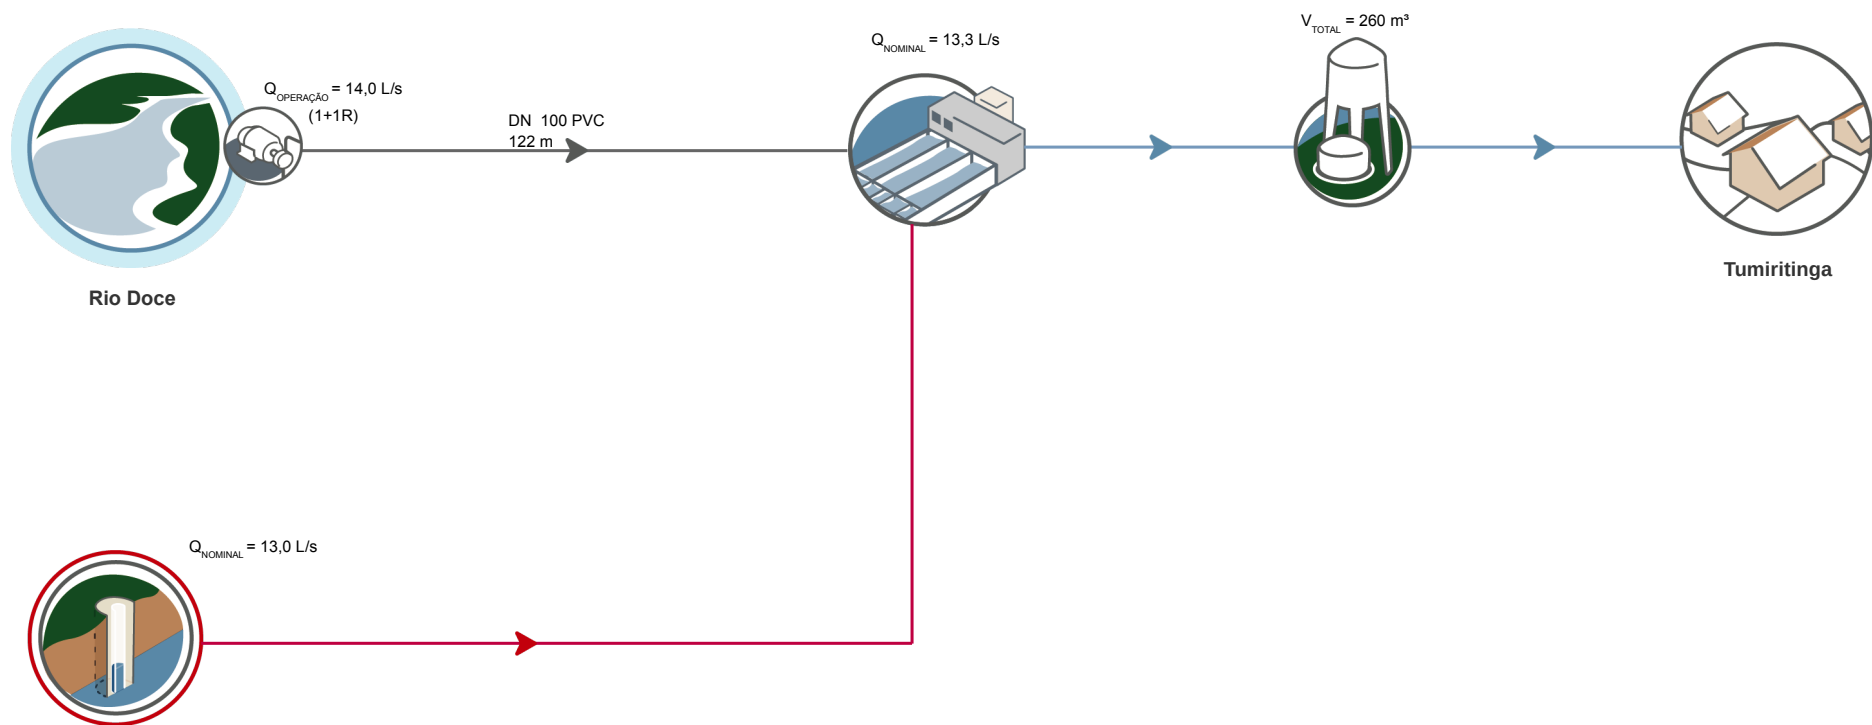 V_TOTAL = 260 m³
Q_NOMINAL = 13,3 L/s
Q_OPERAÇÃO = 14,0 L/s
(1+1R)
DN 100 PVC
122 m
Rio Doce
Tumiritinga
Q_NOMINAL = 13,0 L/s